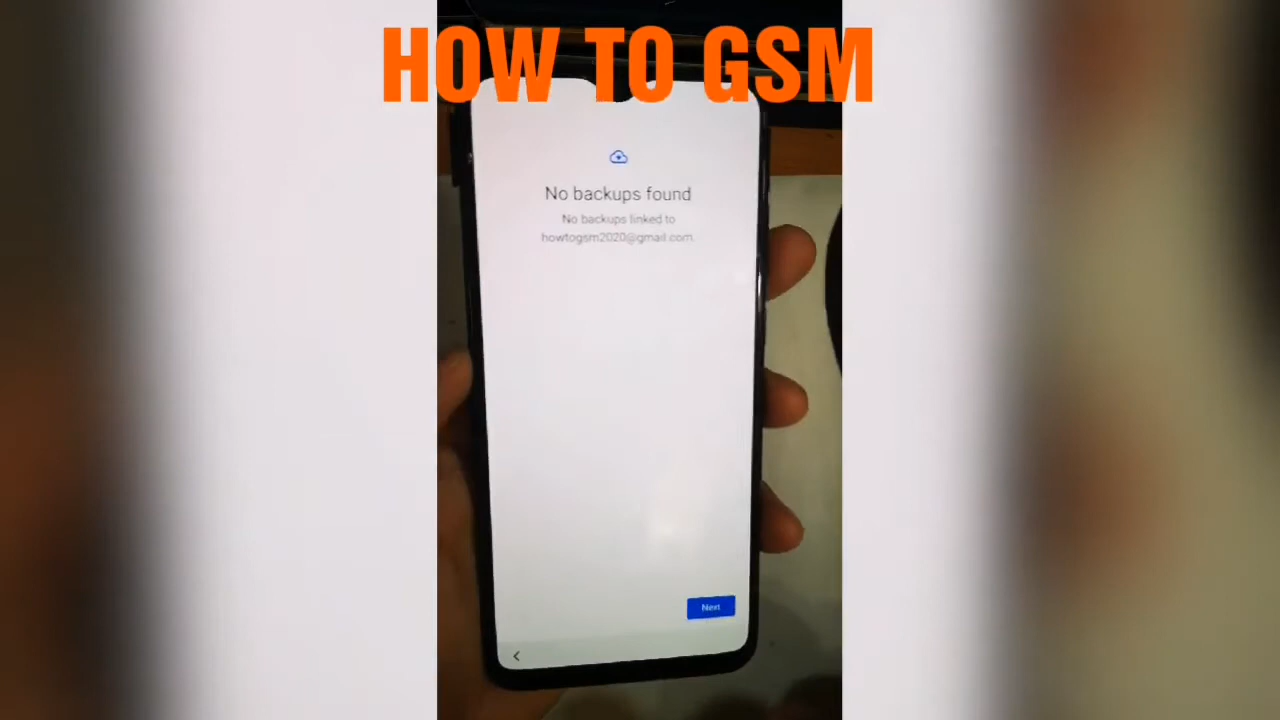 HOW TO GSM
No backups found
No backups linked to
howtogsm2020@gmail.com.
Next